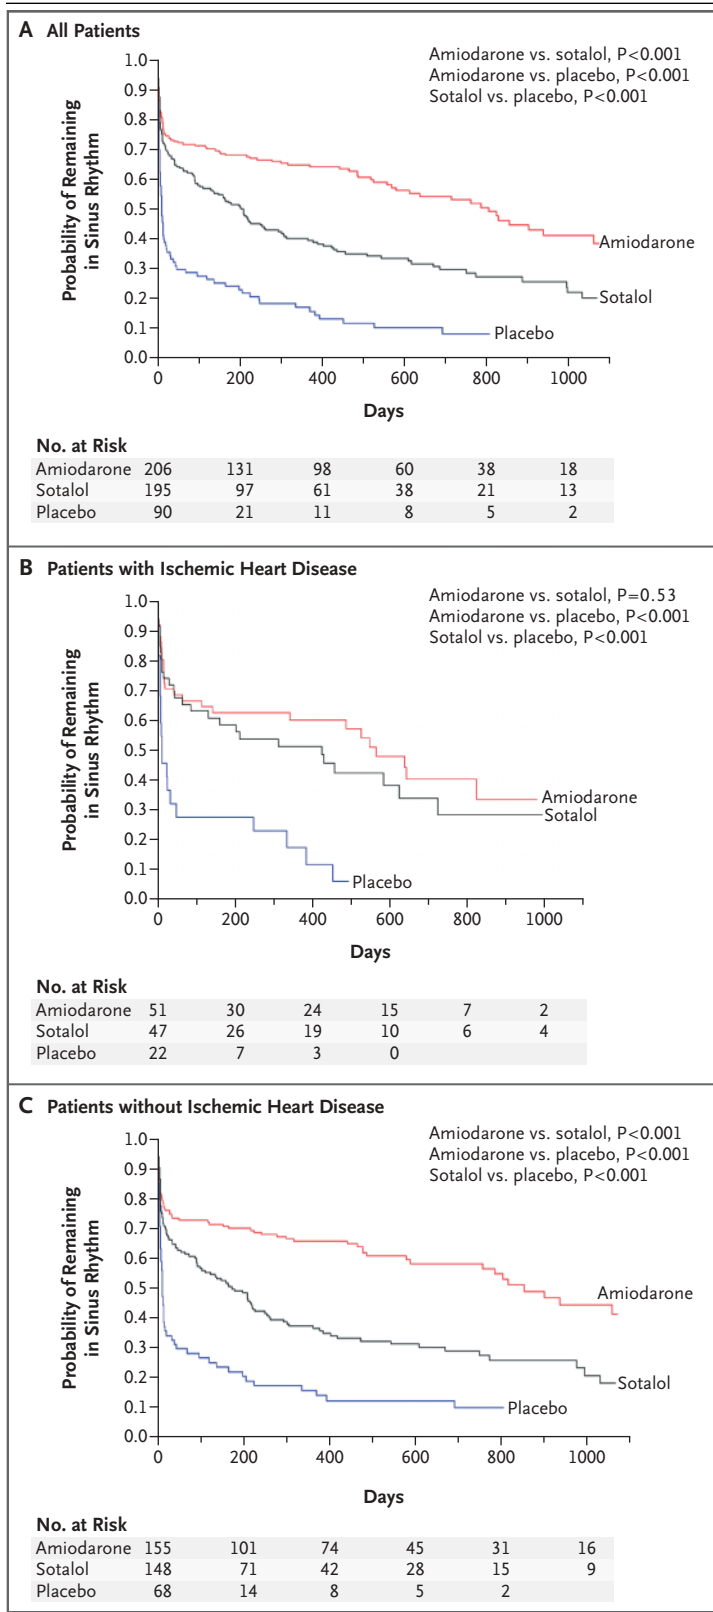 A All Patients
Amiodarone vs. sotalol, P<0.001
Amiodarone vs. placebo, P<0.001
Sotalol vs. placebo, P<0.001
Probability of Remaining
in Sinus Rhythm
1.0
0.9
0.8
0.7
0.6
0.5
0.4
0.3
0.2
0.1
0.0
Amiodarone
Sotalol
Placebo
0 200 400 600 800 1000
Days
No. at Risk
Amiodarone 206 131 98 60 38 18
Sotalol 195 97 61 38 21 13
Placebo 90 21 11 8 5 2
B Patients with Ischemic Heart Disease
Amiodarone vs. sotalol, P=0.53
Amiodarone vs. placebo, P<0.001
Sotalol vs. placebo, P<0.001
Probability of Remaining
in Sinus Rhythm
1.0
0.9
0.8
0.7
0.6
0.5
0.4
0.3
0.2
0.1
0.0
Amiodarone
Sotalol
Placebo
0 200 400 600 800 1000
Days
No. at Risk
Amiodarone 51 30 24 15 7 2
Sotalol 47 26 19 10 6 4
Placebo 22 7 3 0
C Patients without Ischemic Heart Disease
Amiodarone vs. sotalol, P<0.001
Amiodarone vs. placebo, P<0.001
Sotalol vs. placebo, P<0.001
Probability of Remaining
in Sinus Rhythm
1.0
0.9
0.8
0.7
0.6
0.5
0.4
0.3
0.2
0.1
0.0
Amiodarone
Sotalol
Placebo
0 200 400 600 800 1000
Days
No. at Risk
Amiodarone 155 101 74 45 31 16
Sotalol 148 71 42 28 15 9
Placebo 68 14 8 5 2